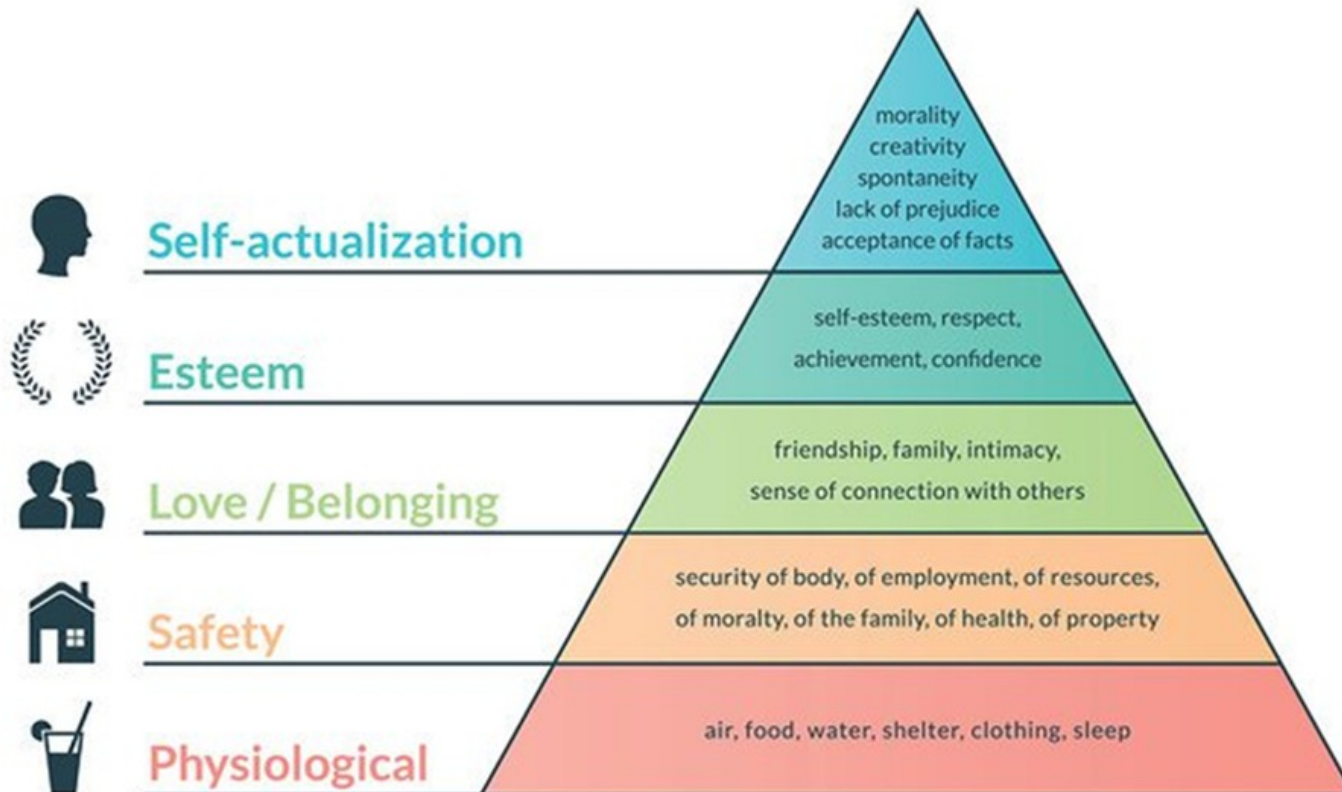 morality
creativity
spontaneity
lack of prejudice
acceptance of facts
Self-actualization
self-esteem, respect,
achievement, confidence
Esteem
friendship, family, intimacy,
sense of connection with others
Love / Belonging
security of body, of employment, of resources,
of moralty, of the family, of health, of property
Safety
air, food, water, shelter, clothing, sleep
Physiological